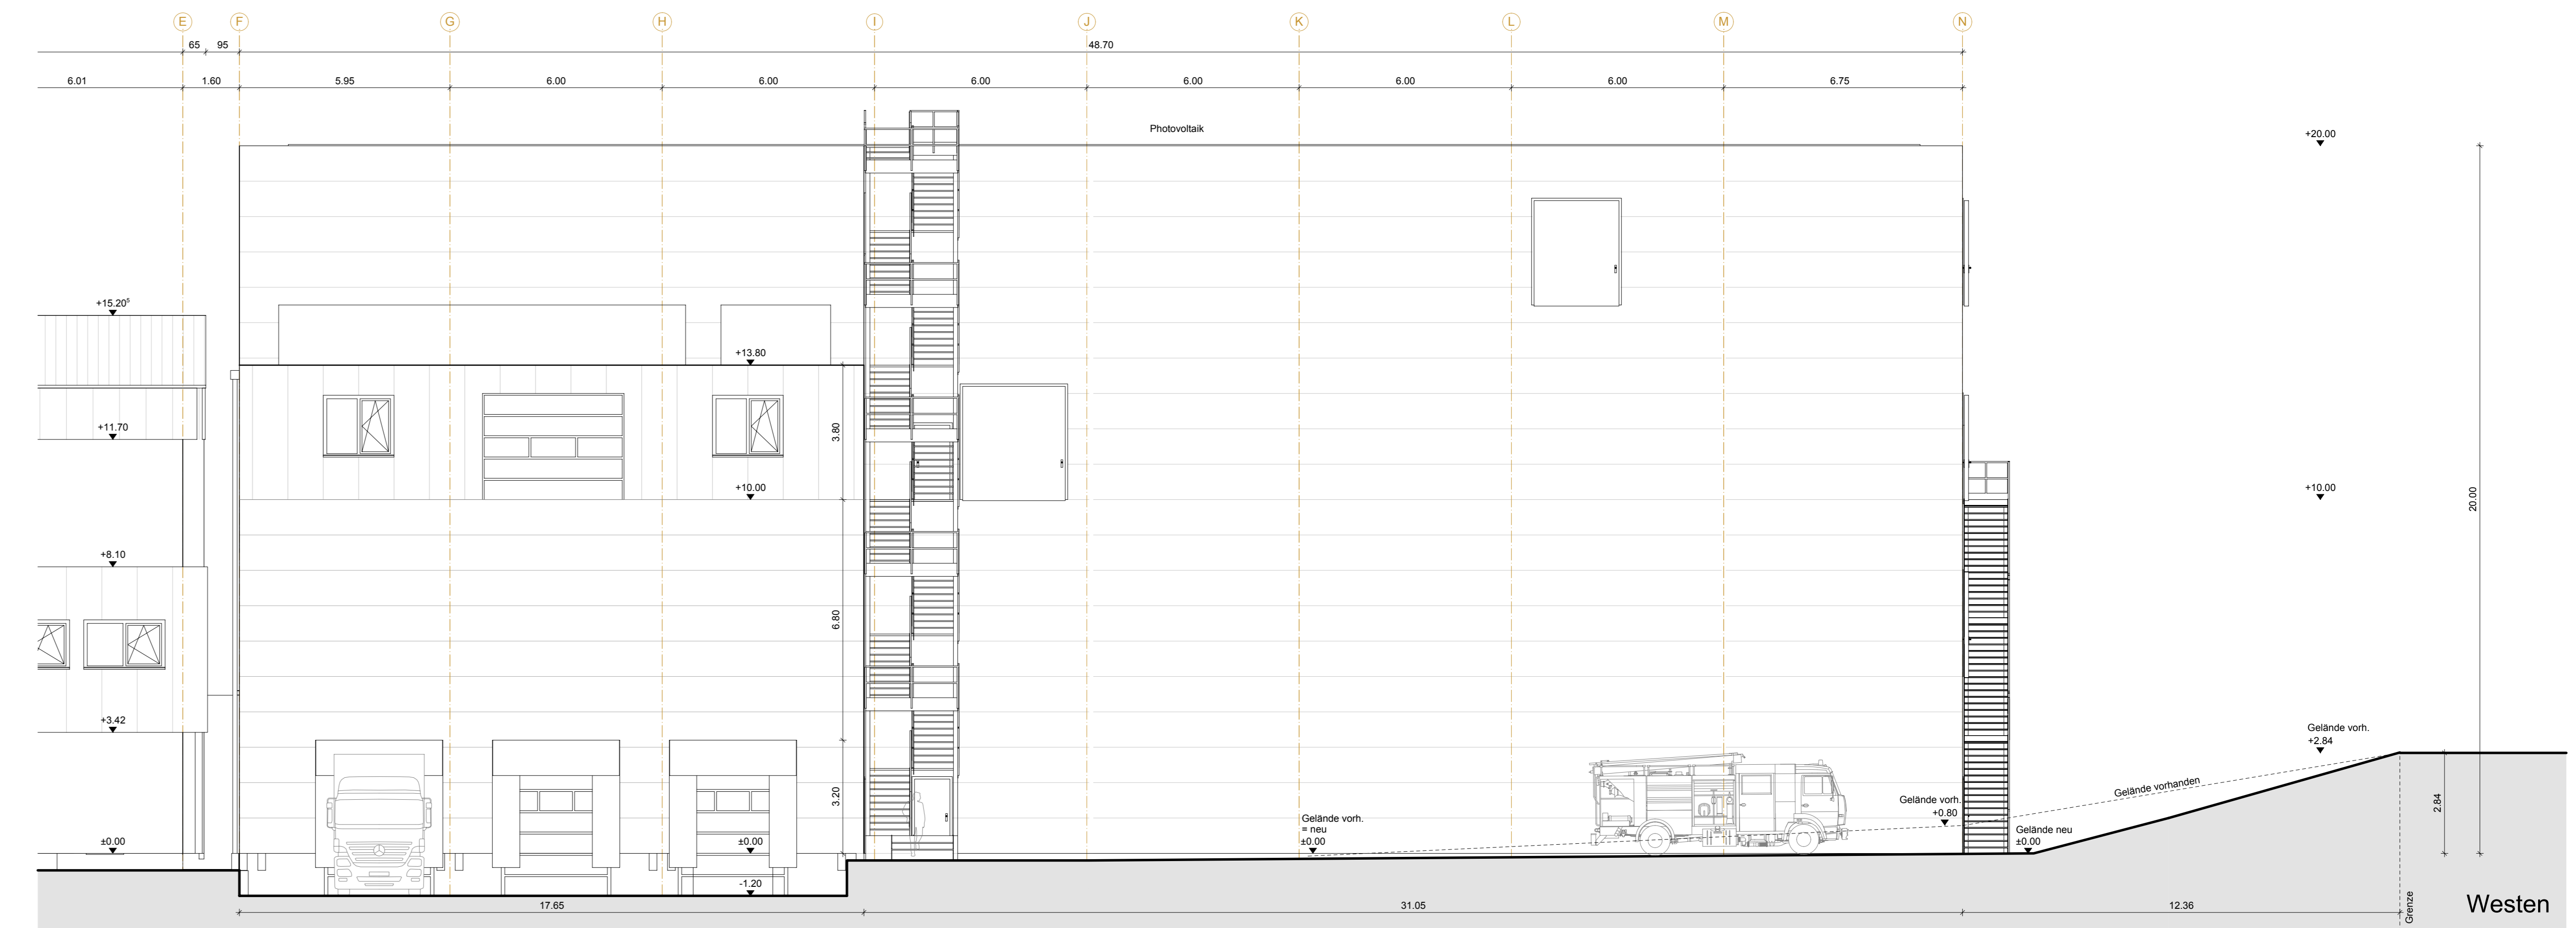 E F G H I J K L M N
65 95 48.70
6.01 1.60 5.95 6.00 6.00 6.00 6.00 6.00 6.00 6.75
Photovoltaik
+20.00
+15.20⁵
+13.80
+11.70
3.80
+10.00
+10.00
20.00
+8.10
6.80
+3.42
Gelände vorh.
+2.84
Gelände vorhanden
3.20
Gelände vorh.
+0.80
2.84
Gelände vorh.
= neu
±0.00
Gelände neu
±0.00
±0.00
±0.00
-1.20
17.65 31.05 12.36
Grenze
Westen